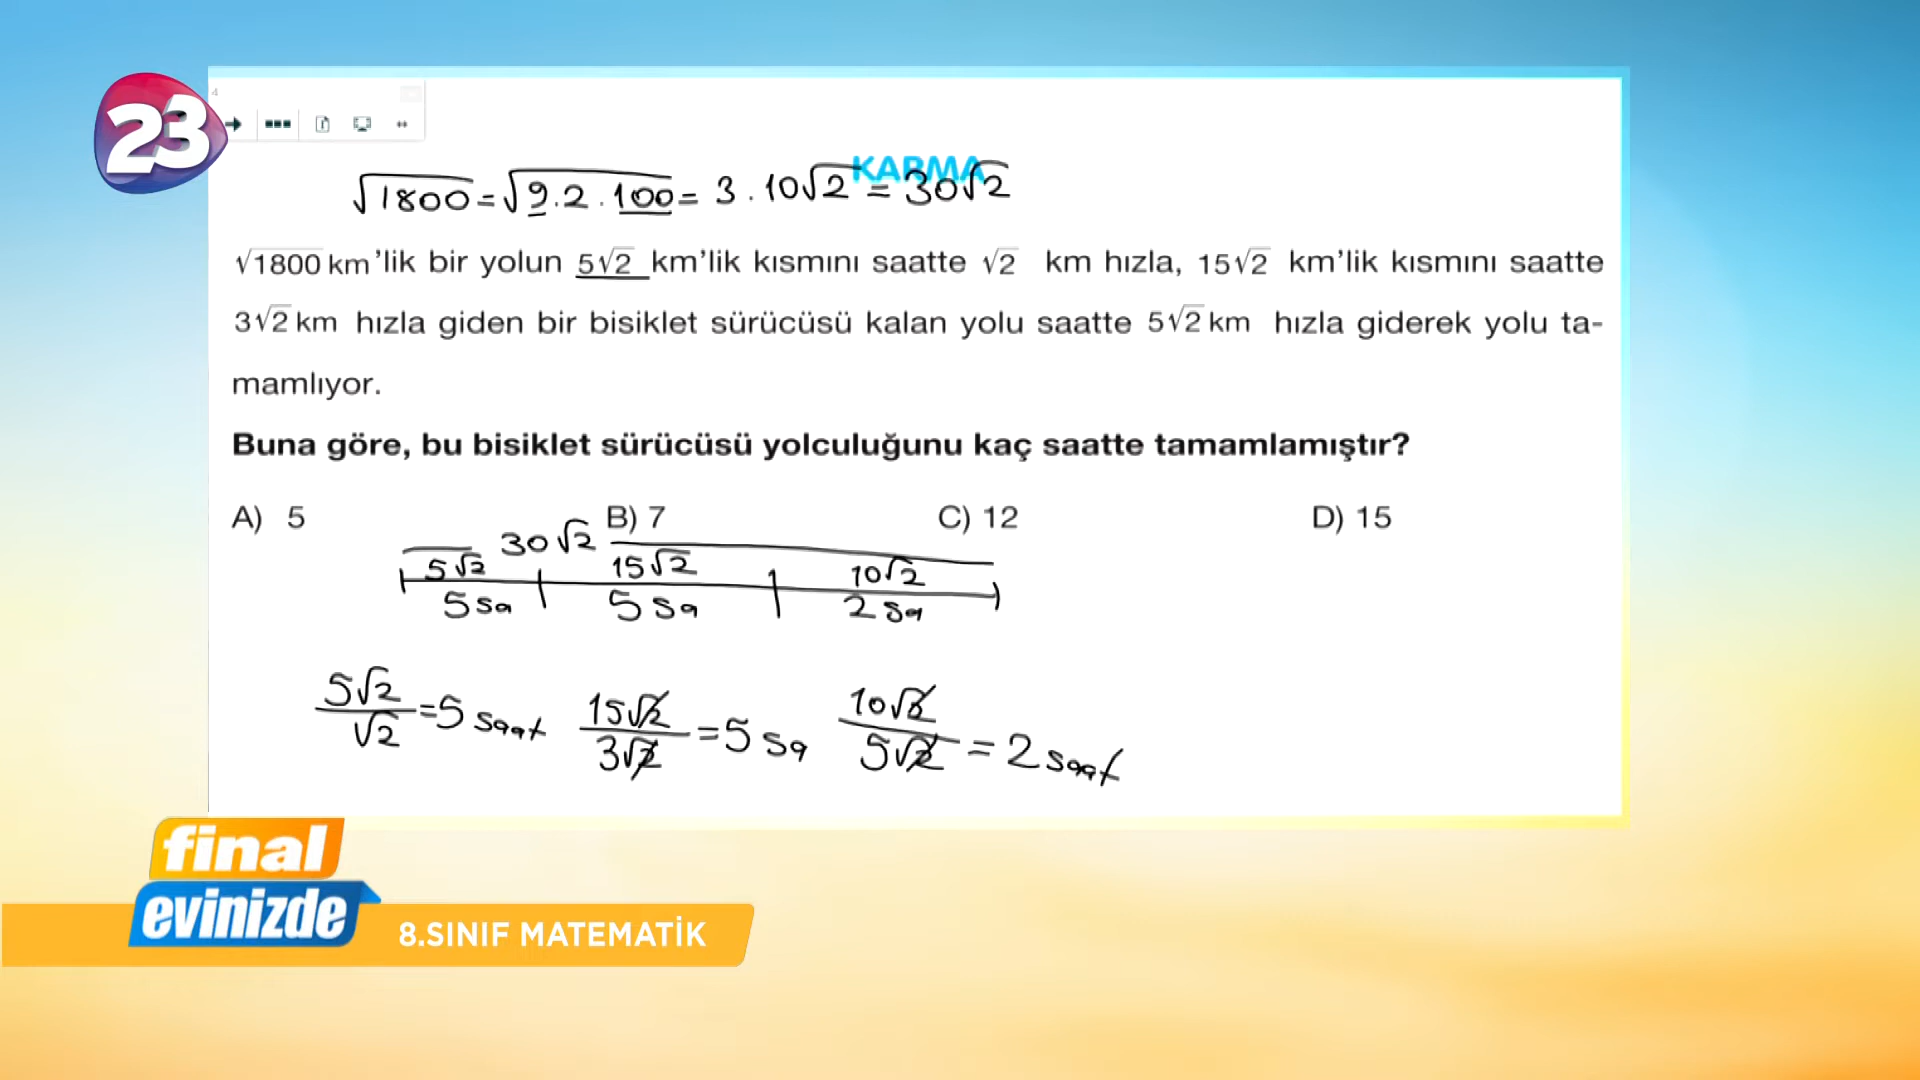 23
4
KARMA
√1800 = √9.2.100 = 3.10√2 = 30√2
√1800 km'lik bir yolun 5√2 km'lik kısmını saatte √2 km hızla, 15√2 km'lik kısmını saatte
3√2 km hızla giden bir bisiklet sürücüsü kalan yolu saatte 5√2 km hızla giderek yolu ta-
mamlıyor.
Buna göre, bu bisiklet sürücüsü yolculuğunu kaç saatte tamamlamıştır?
A) 5 B) 7 C) 12 D) 15
30√2
5√2 15√2 10√2
5 sa 5 sa 2 sa
5√2/√2 = 5 saat 15√2/3√2 = 5 sa 10√2/5√2 = 2 saat
final
evinizde
8.SINIF MATEMATİK